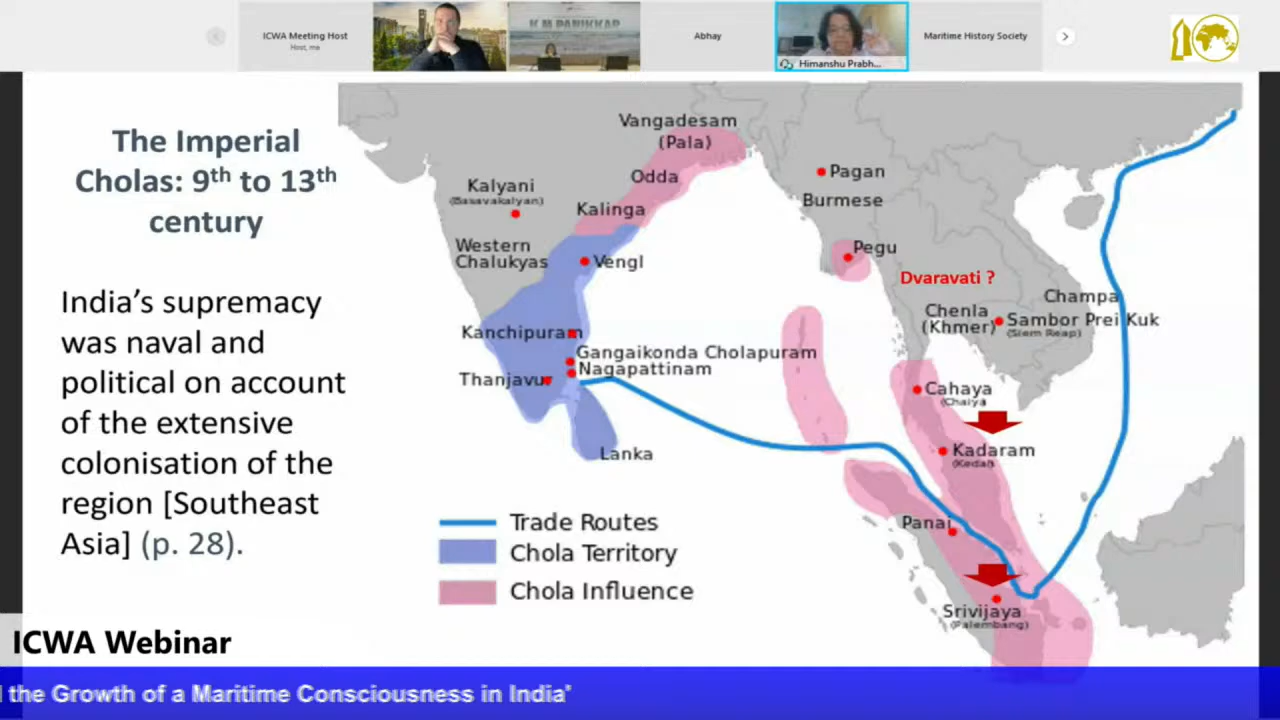 ICWA Meeting Host
Host, me
K M PANIKKAR
Abhay
Himanshu Prabh...
Maritime History Society
The Imperial
Cholas: 9th to 13th
century
India's supremacy
was naval and
political on account
of the extensive
colonisation of the
region [Southeast
Asia] (p. 28).
Vangadesam
(Pala)
Odda
Kalinga
Kalyani
(Basavakalyan)
Western
Chalukyas
Vengl
Kanchipuram
Gangaikonda Cholapuram
Nagapattinam
Thanjavur
Lanka
Pagan
Burmese
Pegu
Dvaravati ?
Champa
Chenla
(Khmer)
Sambor Prei Kuk
(Siem Reap)
Cahaya
(Chaiya
Kadaram
(Kedah)
Panai
Srivijaya
(Palembang)
Trade Routes
Chola Territory
Chola Influence
ICWA Webinar
the Growth of a Maritime Consciousness in India'